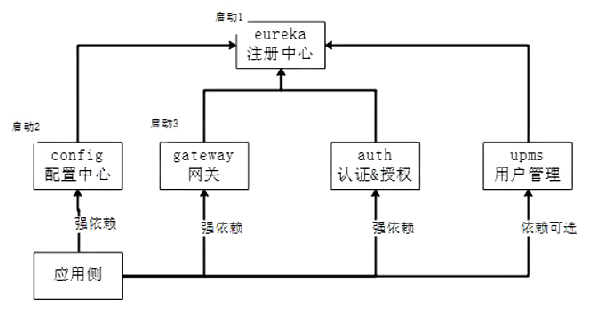 启动1
eureka
注册中心
启动2
启动3
config
配置中心
gateway
网关
auth
认证&授权
upms
用户管理
强依赖
强依赖
强依赖
依赖可选
应用侧